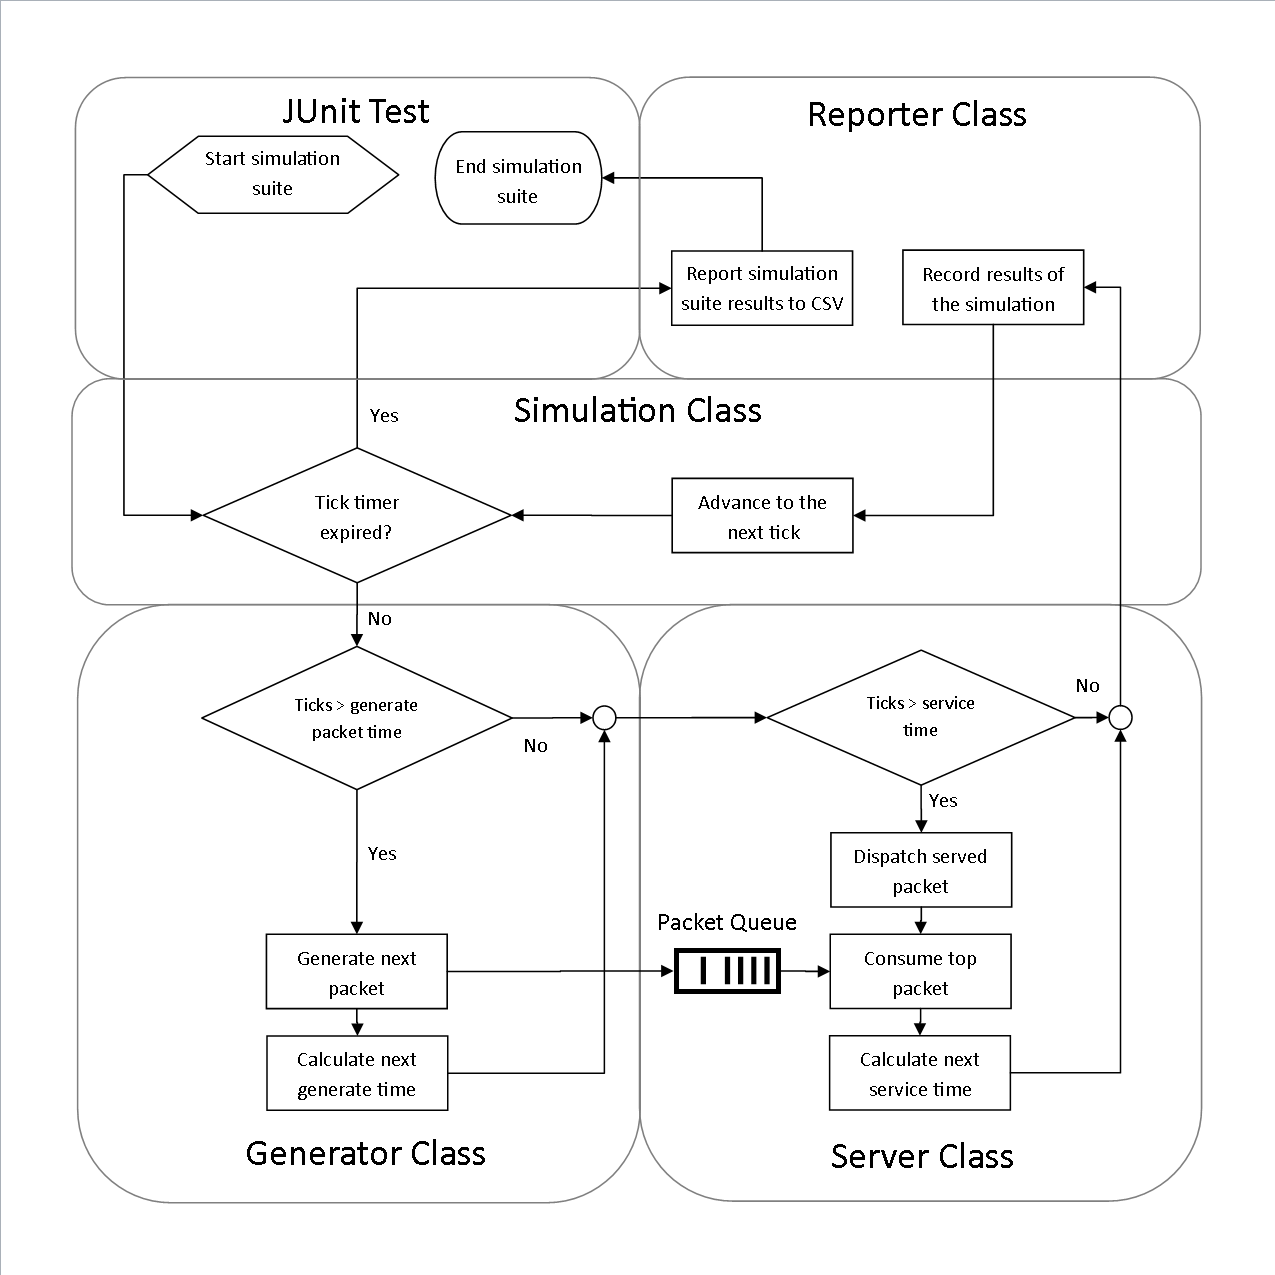 JUnit Test
Start simulation
suite
End simulation
suite
Reporter Class
Report simulation
suite results to CSV
Record results of
the simulation
Simulation Class
Yes
Tick timer
expired?
Advance to the
next tick
No
Ticks > generate
packet time
No
Yes
Generate next
packet
Calculate next
generate time
Generator Class
Ticks > service
time
No
Yes
Dispatch served
packet
Packet Queue
Consume top
packet
Calculate next
service time
Server Class